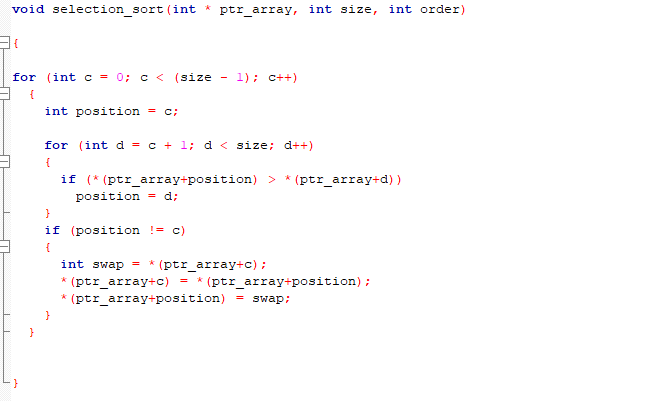 void selection_sort(int * ptr_array, int size, int order)
{
for (int c = 0; c < (size - 1); c++)
{
int position = c;
for (int d = c + 1; d < size; d++)
{
if (*(ptr_array+position) > *(ptr_array+d))
position = d;
}
if (position != c)
{
int swap = *(ptr_array+c);
*(ptr_array+c) = *(ptr_array+position);
*(ptr_array+position) = swap;
}
}
}